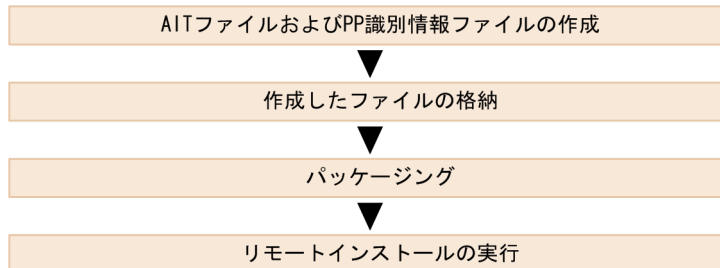 AITファイルおよびPP識別情報ファイルの作成
作成したファイルの格納
パッケージング
リモートインストールの実行